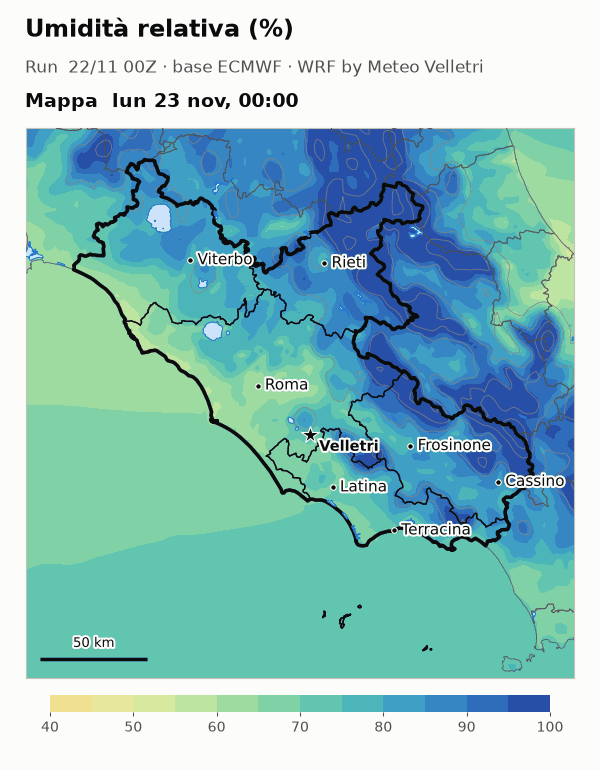 Umidità relativa (%)
Run  22/11 00Z · base ECMWF · WRF by Meteo Velletri
Mappa  lun 23 nov, 00:00
Viterbo
Rieti
Roma
Velletri
Frosinone
Cassino
Latina
Terracina
50 km
40 50 60 70 80 90 100